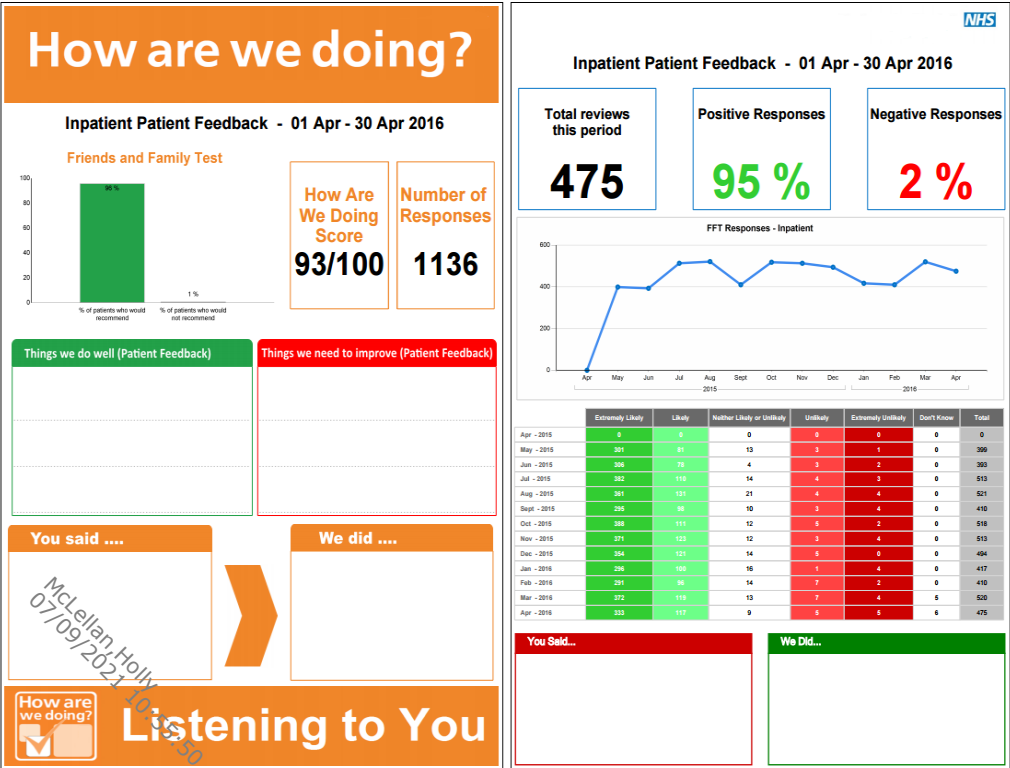 How are we doing?
Inpatient Patient Feedback - 01 Apr - 30 Apr 2016
Friends and Family Test
100
80
60
40
20
0
95 %
1 %
% of patients who would
recommend
% of patients who would
not recommend
How Are
We Doing
Score
93/100
Number of
Responses
1136
Things we do well (Patient Feedback)
Things we need to improve (Patient Feedback)
You said ....
We did ....
McLellan, Holly
07/09/2021 10:55:50
How are
we doing?
Listening to You
NHS
Inpatient Patient Feedback - 01 Apr - 30 Apr 2016
Total reviews
this period
475
Positive Responses
95 %
Negative Responses
2 %
FFT Responses - Inpatient
600
400
200
0
Apr May Jun Jul Aug Sept Oct Nov Dec Jan Feb Mar Apr
2015 2016
Extremely Likely Likely Neither Likely or Unlikely Unlikely Extremely Unlikely Don't Know Total
Apr - 2015 0 0 0 0 0 0 0
May - 2015 301 81 13 3 1 0 399
Jun - 2015 306 78 4 3 2 0 393
Jul - 2015 382 110 14 4 3 0 513
Aug - 2015 361 131 21 4 4 0 521
Sept - 2015 295 98 10 3 4 0 410
Oct - 2015 388 111 12 5 2 0 518
Nov - 2015 371 123 12 3 4 0 513
Dec - 2015 354 121 14 5 0 0 494
Jan - 2016 296 100 16 1 4 0 417
Feb - 2016 291 96 14 7 2 0 410
Mar - 2016 372 119 13 7 4 5 520
Apr - 2016 333 117 9 5 5 6 475
You Said...
We Did...